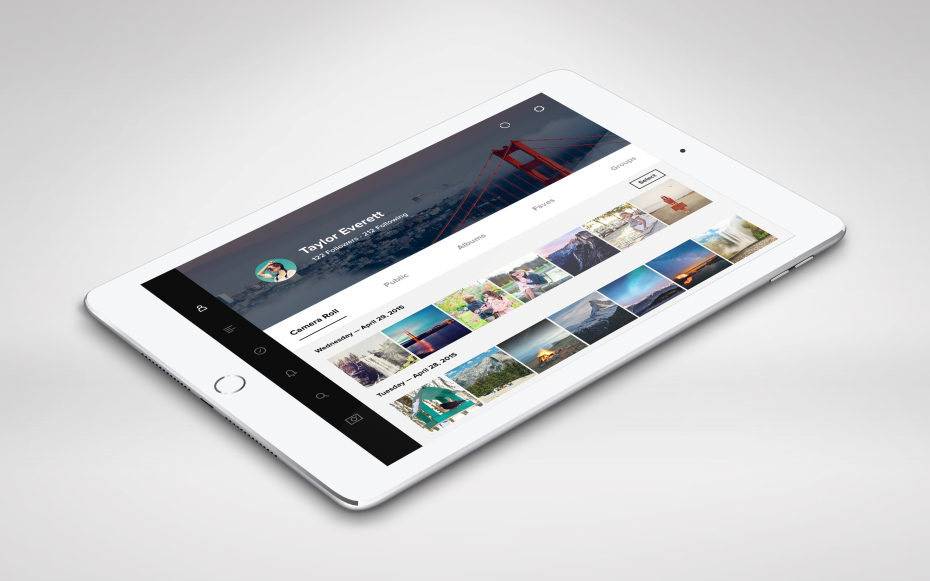 Taylor Everett
122 Followers · 212 Following
Camera Roll
Public
Albums
Faves
Groups
Select
Wednesday — April 29, 2015
Tuesday — April 28, 2015